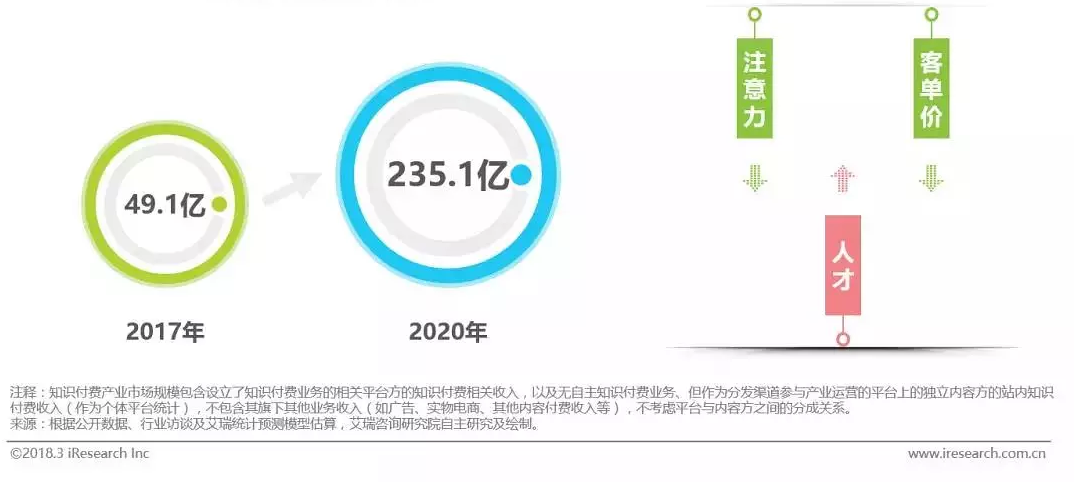 注意力
客单价
49.1亿
235.1亿
人才
2017年
2020年
注释：知识付费产业市场规模包含设立了知识付费业务的相关平台方的知识付费相关收入，以及无自主知识付费业务、但作为分发渠道参与产业运营的平台上的独立内容方的站内知识
付费收入（作为个体平台统计），不包含其旗下其他业务收入（如广告、实物电商、其他内容付费收入等），不考虑平台与内容方之间的分成关系。
来源：根据公开数据、行业访谈及艾瑞统计预测模型估算，艾瑞咨询研究院自主研究及绘制。
©2018.3 iResearch Inc
www.iresearch.com.cn